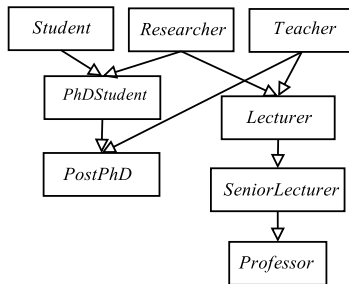 Student
Researcher
Teacher
PhDStudent
Lecturer
PostPhD
SeniorLecturer
Professor